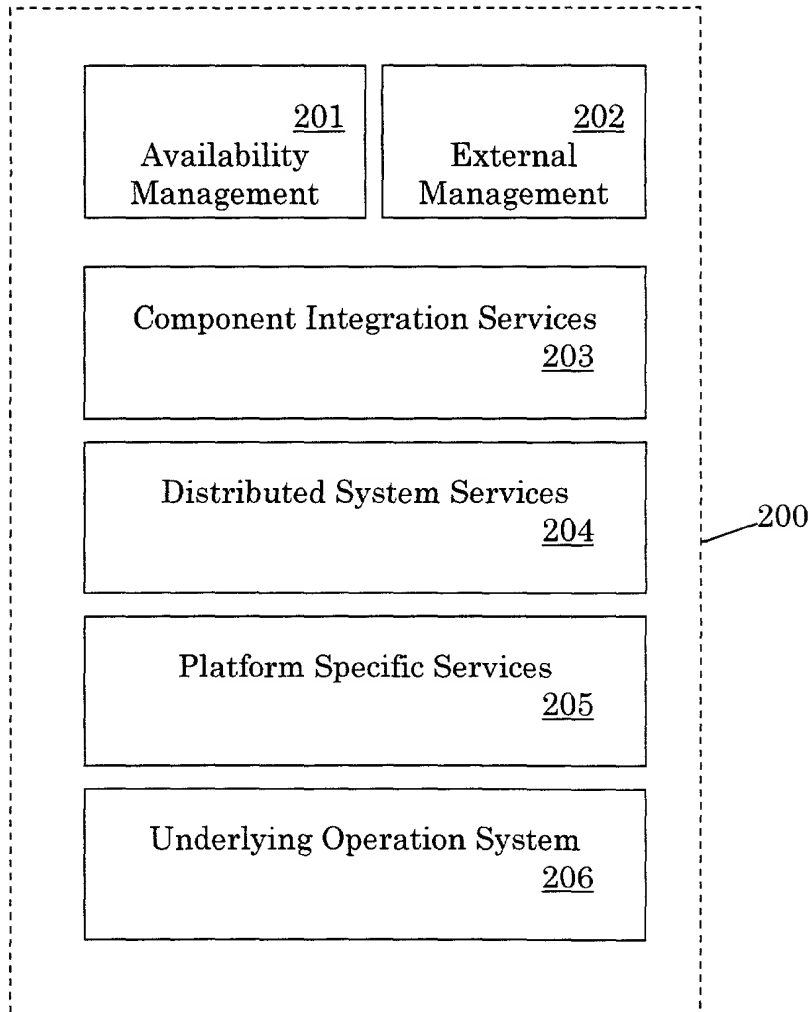 201
Availability
Management
202
External
Management
Component Integration Services
203
Distributed System Services
204
200
Platform Specific Services
205
Underlying Operation System
206